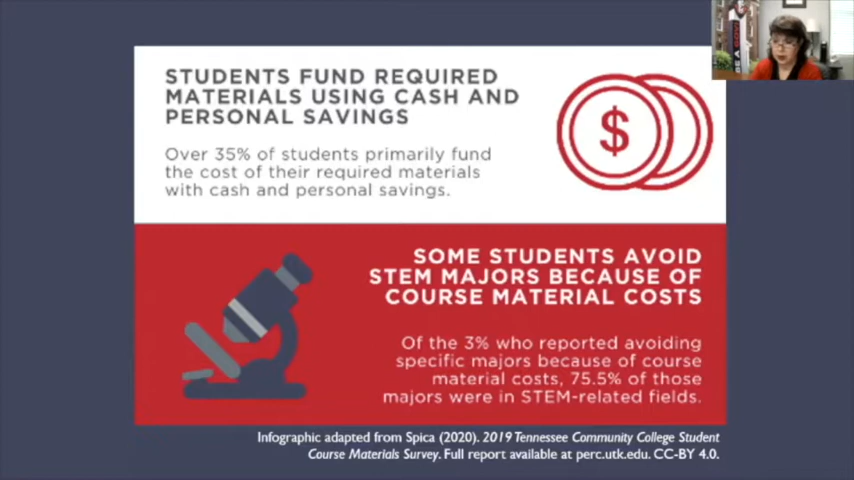 STUDENTS FUND REQUIRED
MATERIALS USING CASH AND
PERSONAL SAVINGS
$
Over 35% of students primarily fund
the cost of their required materials
with cash and personal savings.
SOME STUDENTS AVOID
STEM MAJORS BECAUSE OF
COURSE MATERIAL COSTS
Of the 3% who reported avoiding
specific majors because of course
material costs, 75.5% of those
majors were in STEM-related fields.
Infographic adapted from Spica (2020). 2019 Tennessee Community College Student
Course Materials Survey. Full report available at perc.utk.edu. CC-BY 4.0.